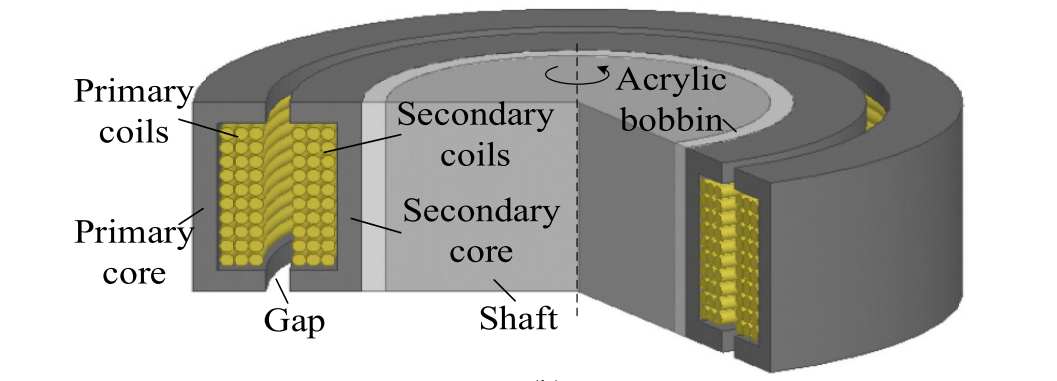 Primary
coils
Secondary
coils
Acrylic
bobbin
Primary
core
Secondary
core
Gap
Shaft